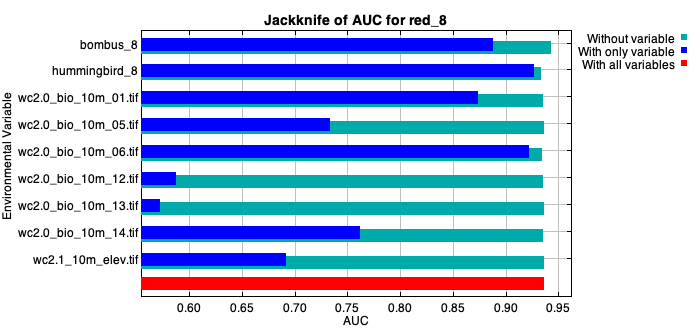 Jackknife of AUC for red_8
Without variable
With only variable
With all variables
Environmental Variable
bombus_8
hummingbird_8
wc2.0_bio_10m_01.tif
wc2.0_bio_10m_05.tif
wc2.0_bio_10m_06.tif
wc2.0_bio_10m_12.tif
wc2.0_bio_10m_13.tif
wc2.0_bio_10m_14.tif
wc2.1_10m_elev.tif
0.60 0.65 0.70 0.75 0.80 0.85 0.90 0.95
AUC